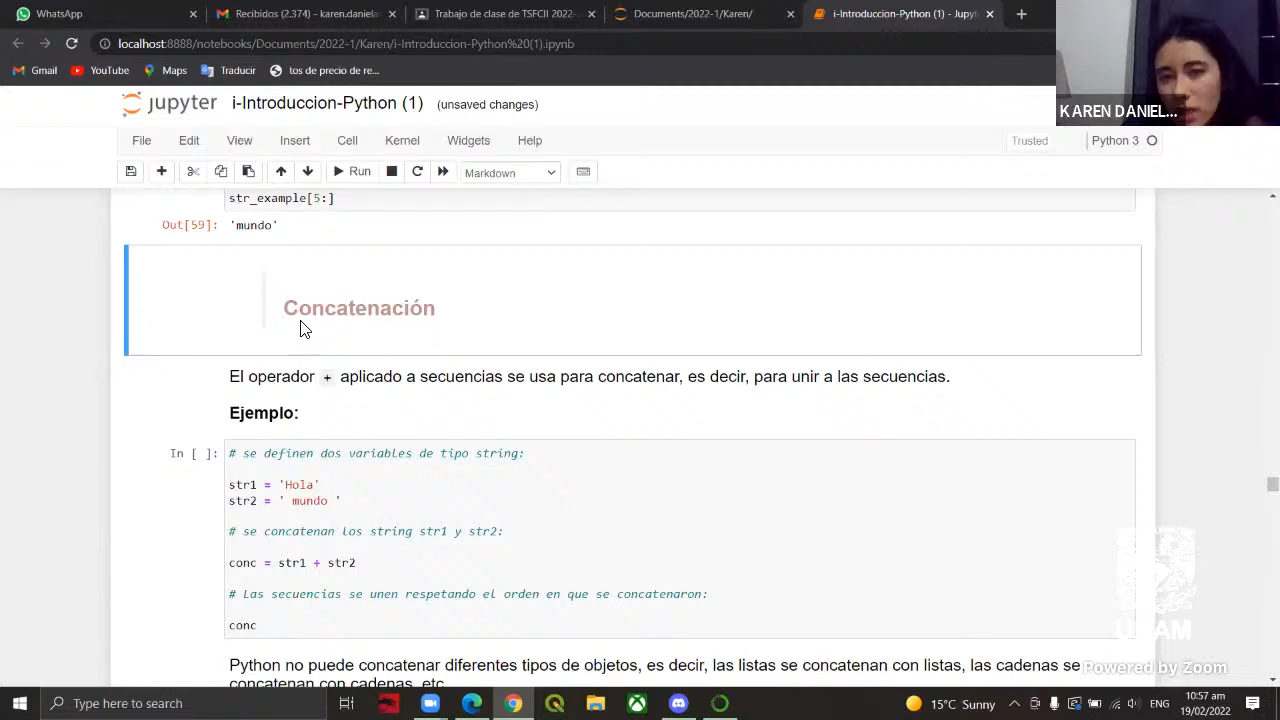 WhatsApp
Recibidos (2.374) - karen.daniela
Trabajo de clase de TSFCII 2022-
Documents/2022-1/Karen/
i-Introduccion-Python (1) - Jupyt
localhost:8888/notebooks/Documents/2022-1/Karen/i-Introduccion-Python%20(1).ipynb
Gmail
YouTube
Maps
Traducir
tos de precio de re...
KAREN DANIEL...
jupyter
i-Introduccion-Python (1)
(unsaved changes)
File Edit View Insert Cell Kernel Widgets Help
Trusted
Python 3
Run
Markdown
str_example[5:]
Out[59]: 'mundo'
Concatenación
El operador + aplicado a secuencias se usa para concatenar, es decir, para unir a las secuencias.
Ejemplo:
In [ ]: # se definen dos variables de tipo string:
str1 = 'Hola'
str2 = ' mundo '
# se concatenan los string str1 y str2:
conc = str1 + str2
# Las secuencias se unen respetando el orden en que se concatenaron:
conc
UNAM
Python no puede concatenar diferentes tipos de objetos, es decir, las listas se concatenan con listas, las cadenas se
concatenan con cadenas, etc.
Powered by Zoom
Type here to search
15°C Sunny
ENG
10:57 am
19/02/2022